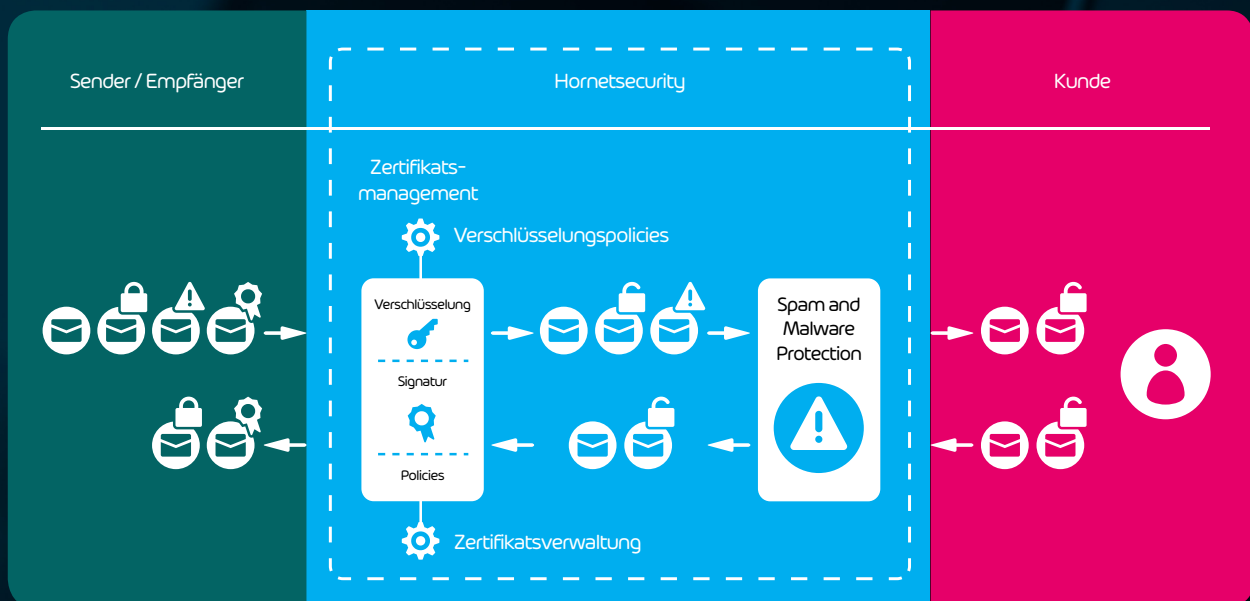 Sender / Empfänger
Hornetsecurity
Kunde
Zertifikats-
management
Verschlüsselungspolicies
Verschlüsselung
Signatur
Policies
Spam and
Malware
Protection
Zertifikatsverwaltung